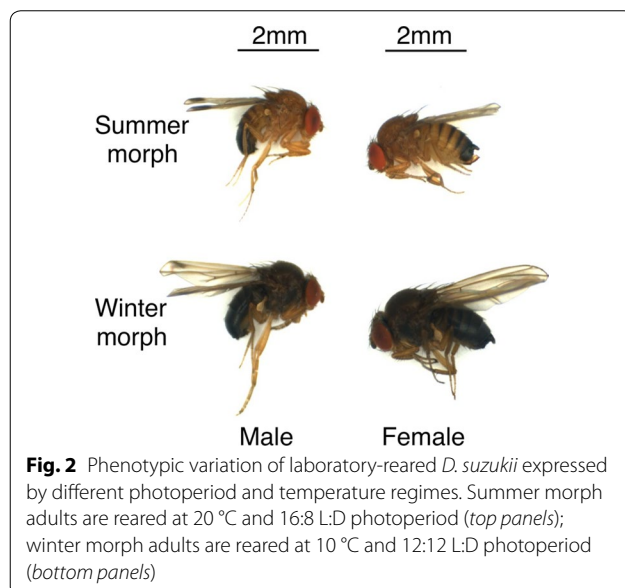 2mm 2mm
Summer
morph
Winter
morph
Male Female
Fig. 2 Phenotypic variation of laboratory-reared D. suzukii expressed
by different photoperiod and temperature regimes. Summer morph
adults are reared at 20 °C and 16:8 L:D photoperiod (top panels);
winter morph adults are reared at 10 °C and 12:12 L:D photoperiod
(bottom panels)